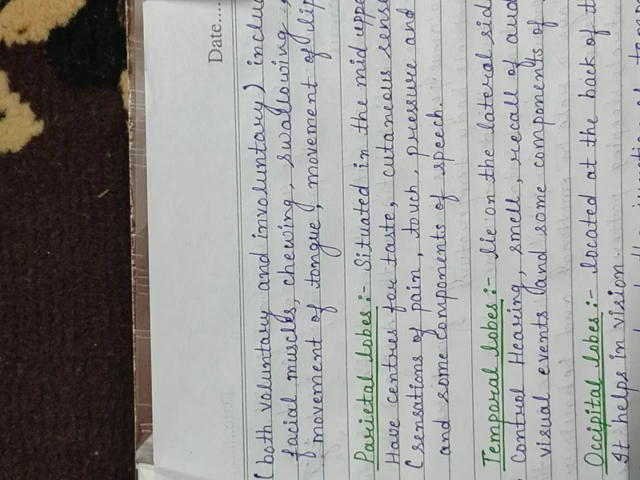 Date....
(both voluntary and involuntary) inclu
facial muscles, chewing, swallowing,
movement of tongue, movement of lip
Parietal lobes :- Situated in the mid uppe
Have centres for taste, cutaneous sens
(sensations of pain, touch, pressure and
and some components of speech.
Temporal lobes :- lie on the lateral sid
Control Hearing, smell, recall of aud
visual events (and some components of
Occipital lobes :- located at the back of t
It helps in vision.